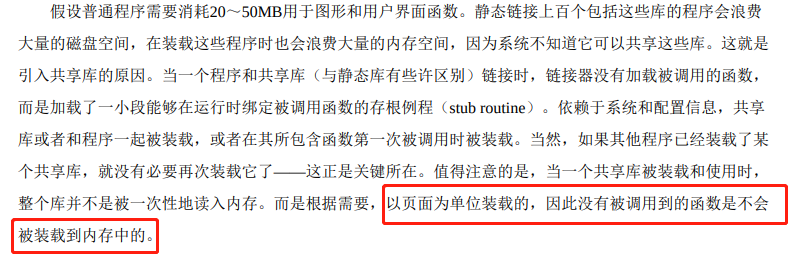 假设普通程序需要消耗20～50MB用于图形和用户界面函数。静态链接上百个包括这些库的程序会浪费
大量的磁盘空间，在装载这些程序时也会浪费大量的内存空间，因为系统不知道它可以共享这些库。这就是
引入共享库的原因。当一个程序和共享库（与静态库有些许区别）链接时，链接器没有加载被调用的函数，
而是加载了一小段能够在运行时绑定被调用函数的存根例程（stub routine）。依赖于系统和配置信息，共享
库或者和程序一起被装载，或者在其所包含函数第一次被调用时被装载。当然，如果其他程序已经装载了某
个共享库，就没有必要再次装载它了——这正是关键所在。值得注意的是，当一个共享库被装载和使用时，
整个库并不是被一次性地读入内存。而是根据需要，以页面为单位装载的，因此没有被调用到的函数是不会
被装载到内存中的。